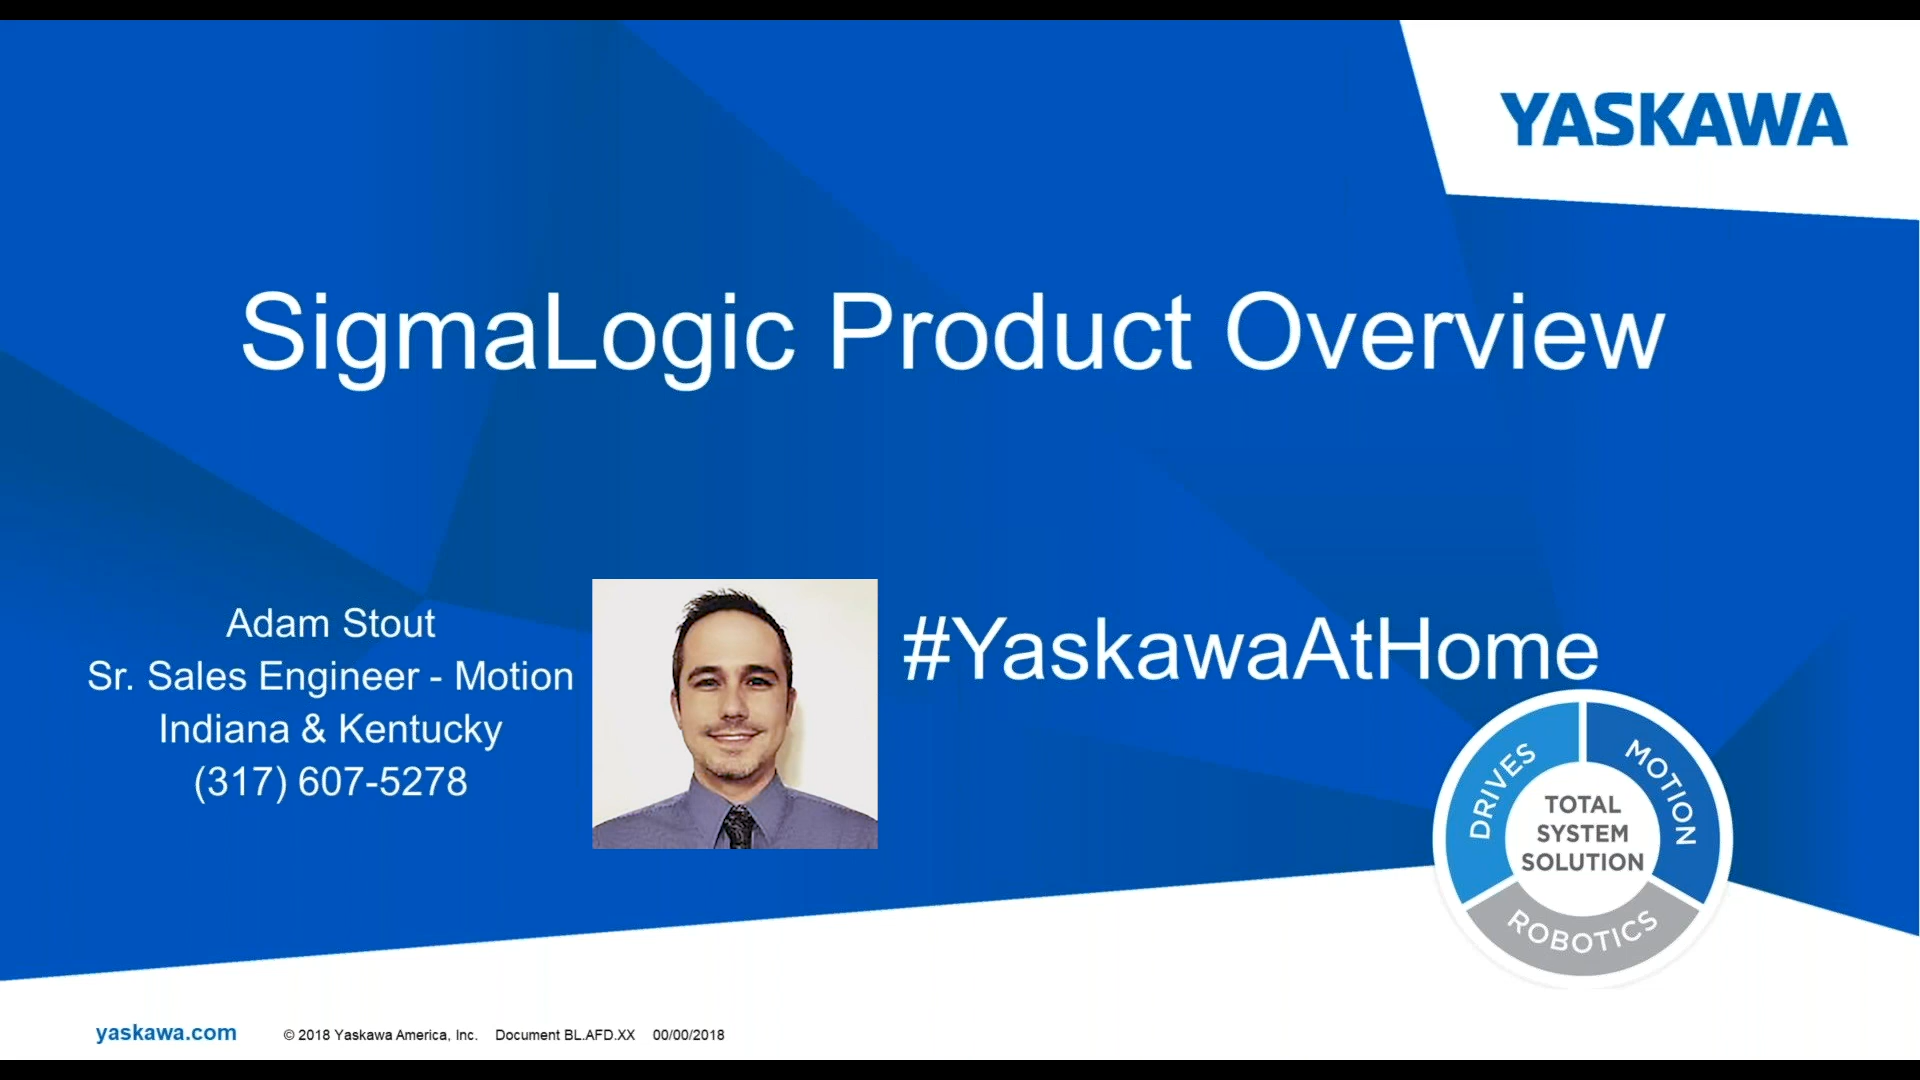 YASKAWA
SigmaLogic Product Overview
Adam Stout
Sr. Sales Engineer - Motion
Indiana & Kentucky
(317) 607-5278
#YaskawaAtHome
DRIVES
MOTION
TOTAL
SYSTEM
SOLUTION
ROBOTICS
yaskawa.com © 2018 Yaskawa America, Inc. Document BL.AFD.XX 00/00/2018